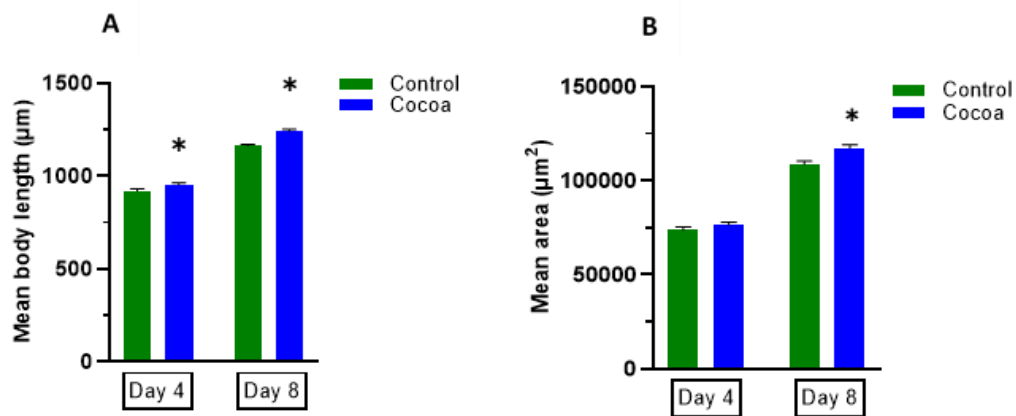 A
Mean body length (µm)
1500
1000
500
0
*
*
Control
Cocoa
Day 4
Day 8
B
Mean area (µm²)
150000
100000
50000
0
*
Control
Cocoa
Day 4
Day 8